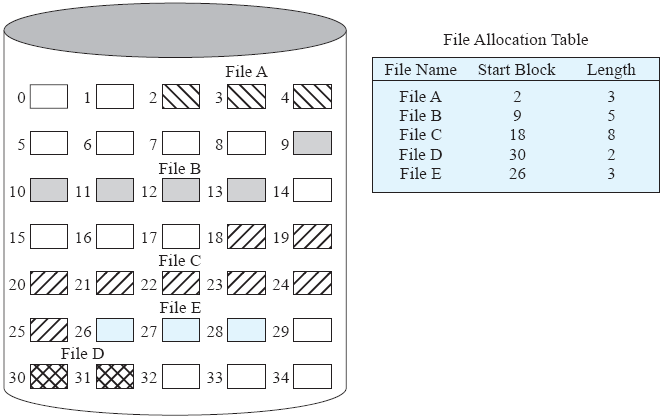 File Allocation Table
File Name Start Block Length
File A 2 3
File B 9 5
File C 18 8
File D 30 2
File E 26 3
File A
0 1 2 3 4
5 6 7 8 9
File B
10 11 12 13 14
15 16 17 18 19
File C
20 21 22 23 24
File E
25 26 27 28 29
File D
30 31 32 33 34